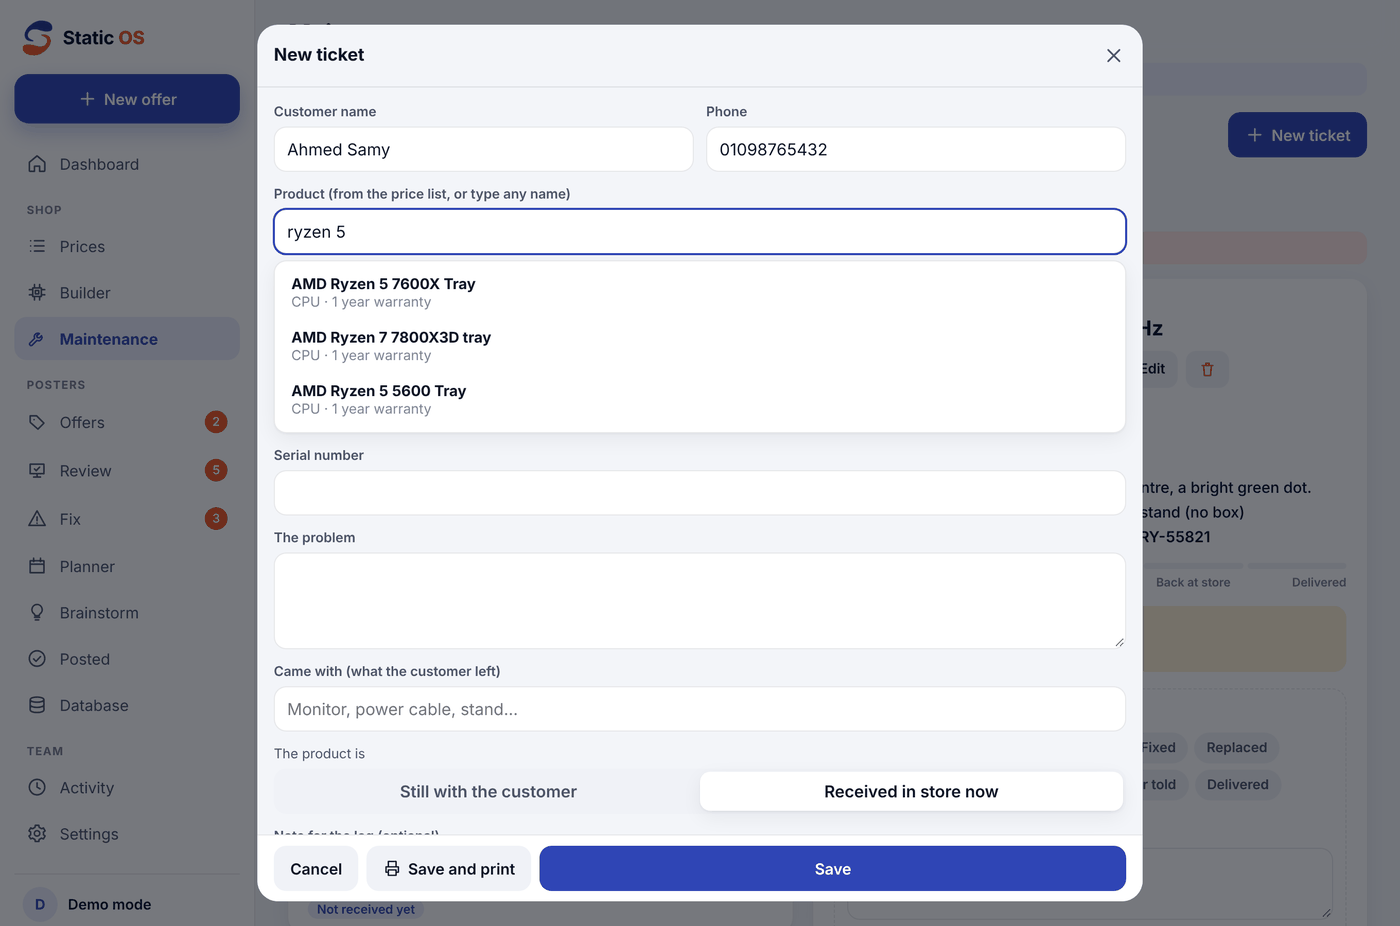 Static OS
New offer
Dashboard
SHOP
Prices
Builder
Maintenance
POSTERS
Offers 2
Review 5
Fix 3
Planner
Brainstorm
Posted
Database
TEAM
Activity
Settings
D Demo mode
New ticket
Customer name
Phone
Ahmed Samy
01098765432
Product (from the price list, or type any name)
ryzen 5
AMD Ryzen 5 7600X Tray
CPU · 1 year warranty
AMD Ryzen 7 7800X3D tray
CPU · 1 year warranty
AMD Ryzen 5 5600 Tray
CPU · 1 year warranty
Serial number
The problem
Came with (what the customer left)
Monitor, power cable, stand...
The product is
Still with the customer
Received in store now
Note for the log (optional)
Cancel
Save and print
Save
New ticket
Hz
Edit
ntre, a bright green dot.
stand (no box)
RY-55821
Back at store
Delivered
Fixed
Replaced
r told
Delivered
Not received yet